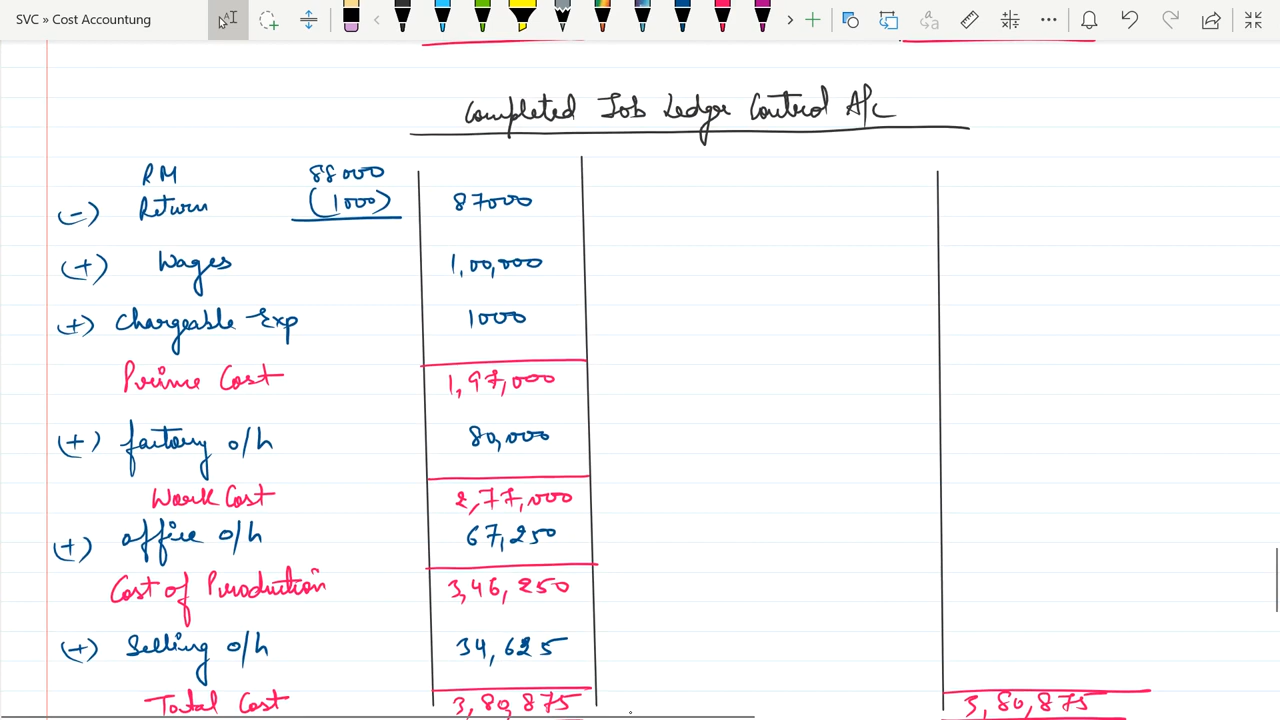 SVC » Cost Accountung
Completed Job Ledger Control A/c
RM 88000
(-) Return (1000) 87000
(+) Wages 1,00,000
(+) Chargeable Exp 1000
Prime Cost 1,97,000
(+) factory o/h 80,000
Work Cost 2,77,000
(+) office o/h 67,250
Cost of Production 3,46,250
(+) Selling o/h 34,625
Total Cost 3,80,875 3,80,875